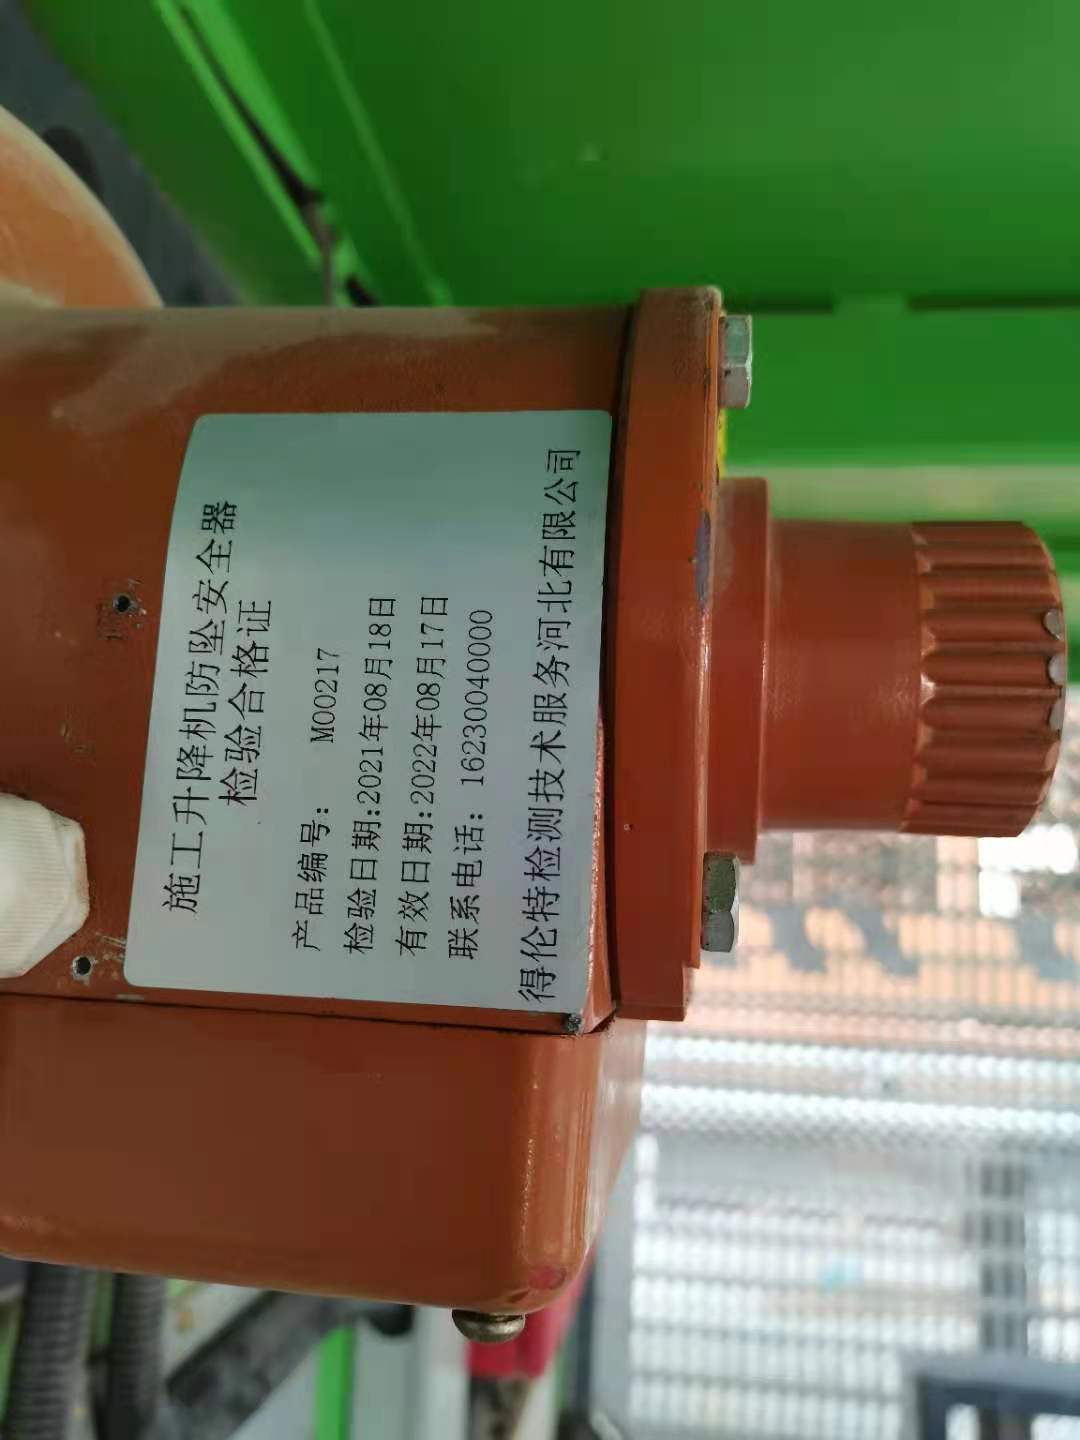 施工升降机防坠安全器
检验合格证
产品编号： M00217
检验日期:2021年08月18日
有效日期:2022年08月17日
联系电话：16230040000
得伦特检测技术服务河北有限公司